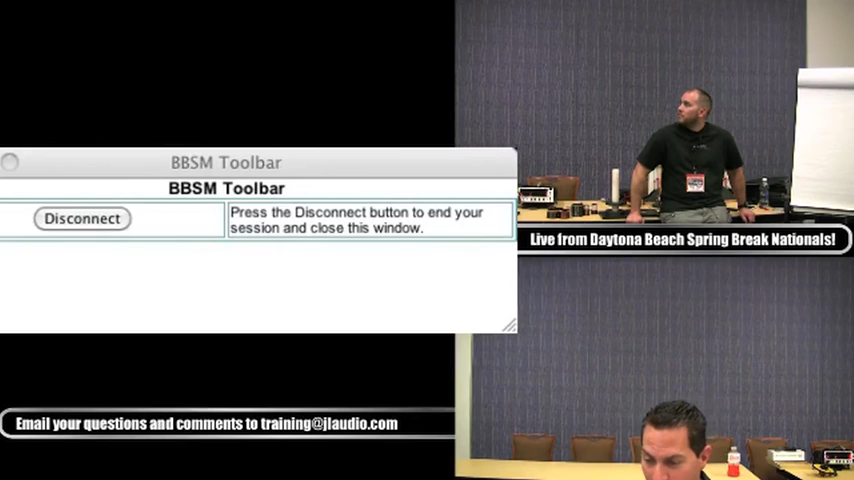 BBSM Toolbar
BBSM Toolbar
Disconnect
Press the Disconnect button to end your
session and close this window.
Live from Daytona Beach Spring Break Nationals!
Email your questions and comments to training@jlaudio.com